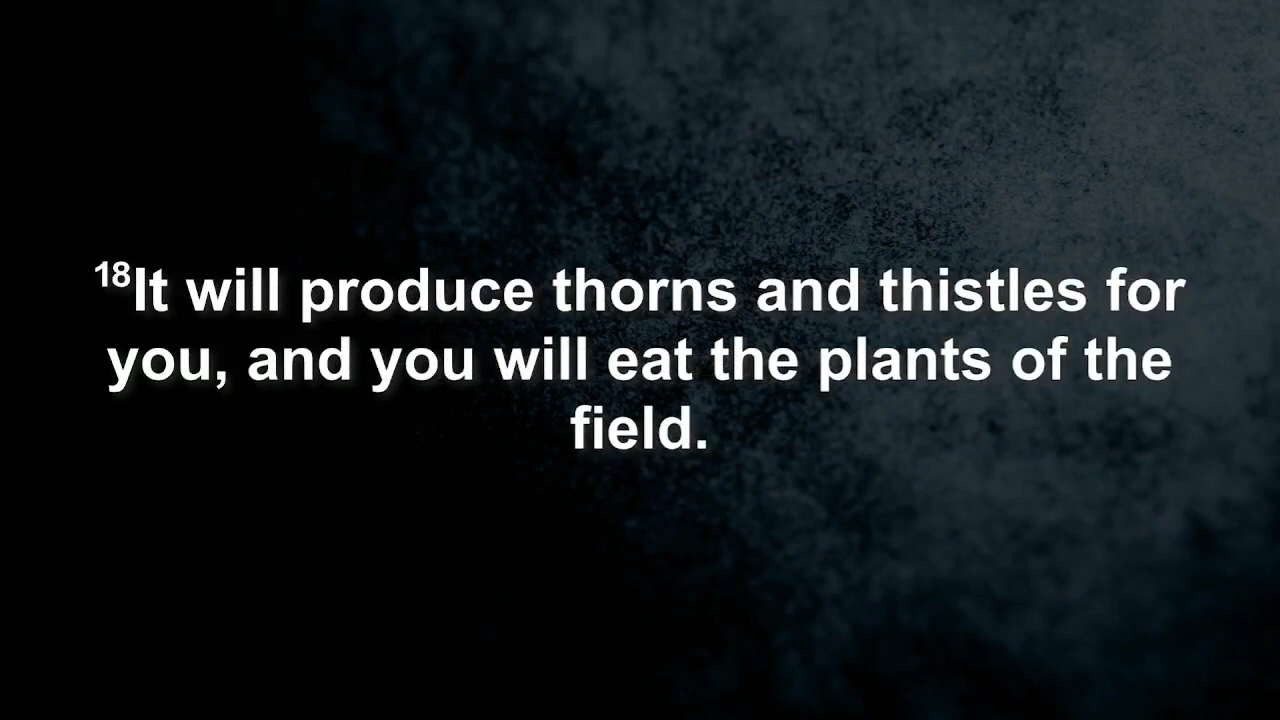 18It will produce thorns and thistles for
you, and you will eat the plants of the
field.